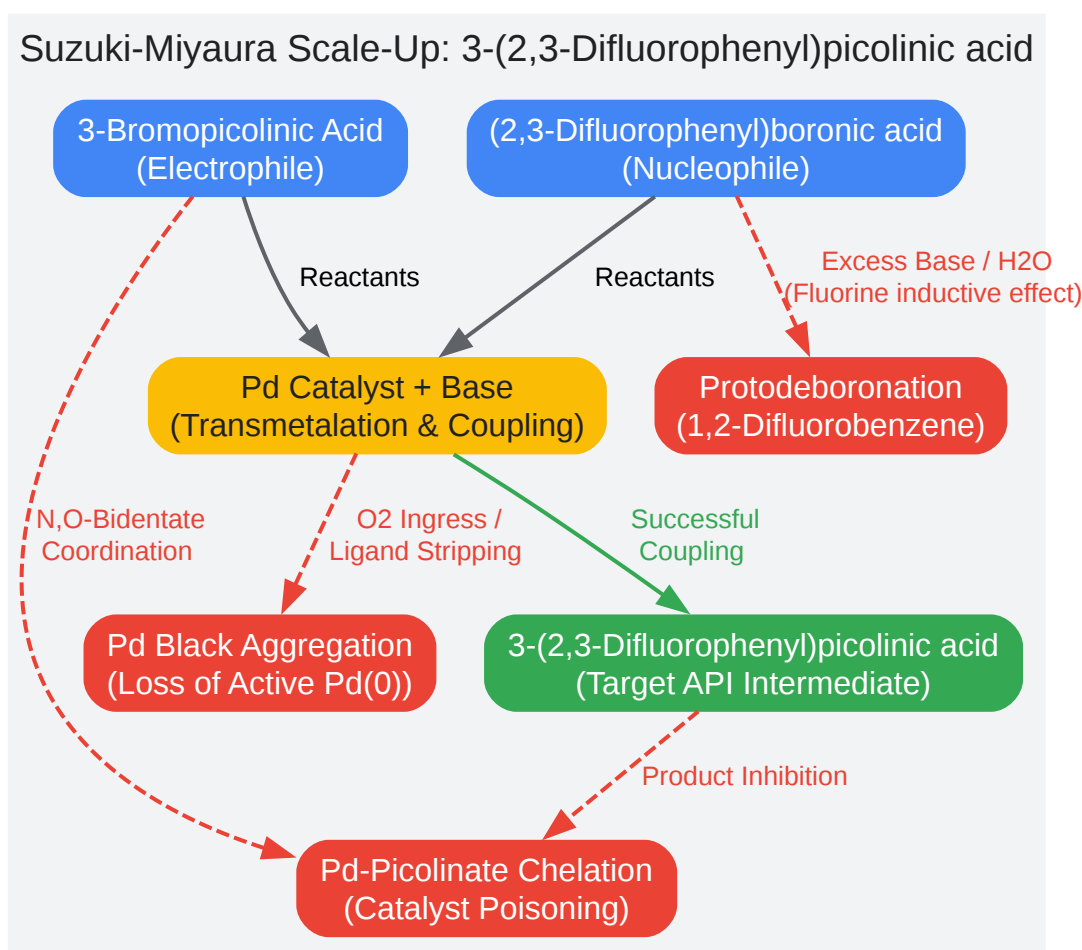 Suzuki-Miyaura Scale-Up: 3-(2,3-Difluorophenyl)picolinic acid
3-Bromopicolinic Acid
(Electrophile)
(2,3-Difluorophenyl)boronic acid
(Nucleophile)
Reactants
Reactants
Excess Base / H2O
(Fluorine inductive effect)
Pd Catalyst + Base
(Transmetalation & Coupling)
Protodeboronation
(1,2-Difluorobenzene)
N,O-Bidentate
Coordination
O2 Ingress /
Ligand Stripping
Successful
Coupling
Pd Black Aggregation
(Loss of Active Pd(0))
3-(2,3-Difluorophenyl)picolinic acid
(Target API Intermediate)
Product Inhibition
Pd-Picolinate Chelation
(Catalyst Poisoning)